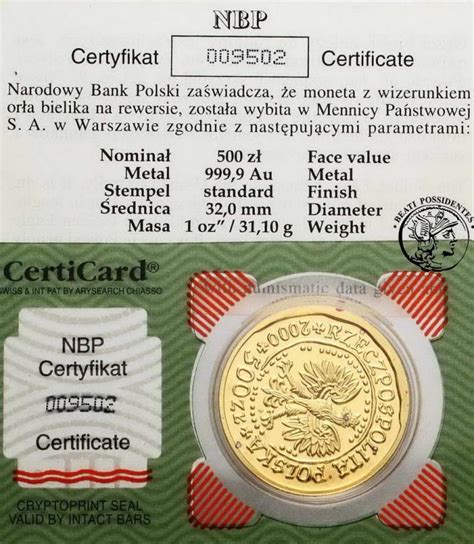 NBP
Certyfikat 009502 Certificate
Narodowy Bank Polski zaświadcza, że moneta z wizerunkiem
orła bielika na rewersie, została wybita w Mennicy Państwowej
S. A. w Warszawie zgodnie z następującymi parametrami:
Nominał 500 zł Face value
Metal 999,9 Au Metal
Stempel standard Finish
Średnica 32,0 mm Diameter
Masa 1 oz” / 31,10 g Weight
BEATI POSSIDENTES
CertiCard®
SWISS & INT PAT BY ARYSEARCH CHIASSO
with numismatic data
NBP
Certyfikat
009502
Certificate
CRYPTOPRINT SEAL
VALID BY INTACT BARS
RZECZPOSPOLITA POLSKA
500 ZŁ
2000